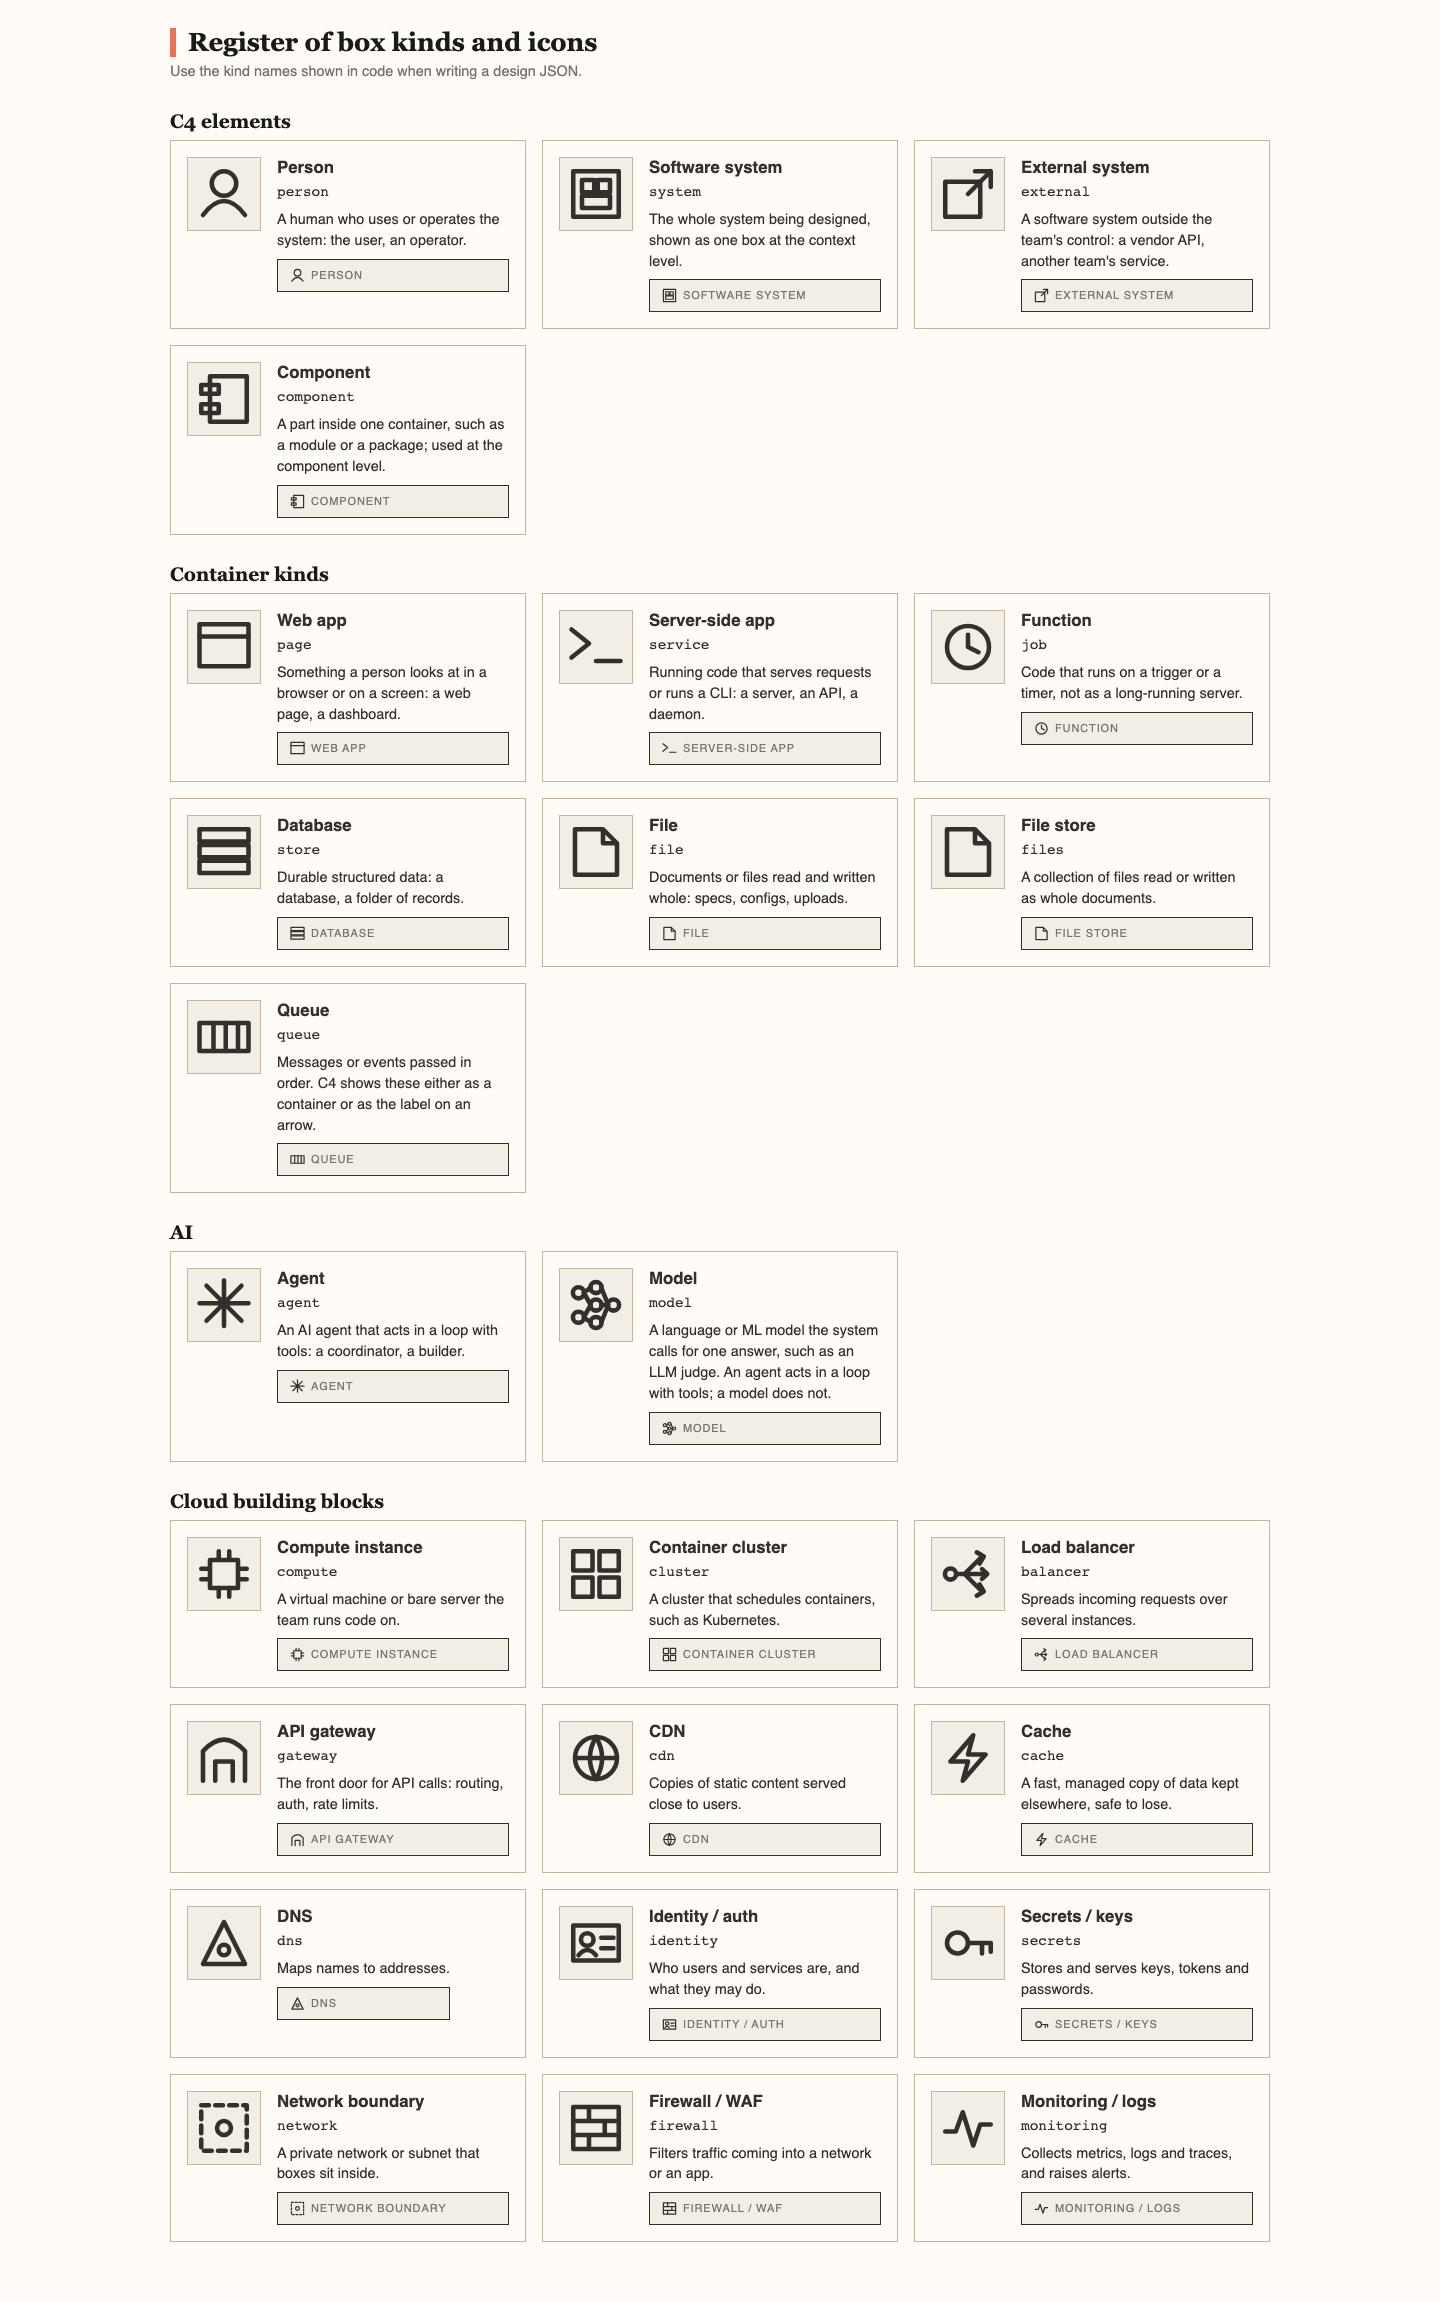 Register of box kinds and icons
Use the kind names shown in code when writing a design JSON.
C4 elements
Person
person
A human who uses or operates the
system: the user, an operator.
PERSON
Software system
system
The whole system being designed,
shown as one box at the context
level.
SOFTWARE SYSTEM
External system
external
A software system outside the
team's control: a vendor API,
another team's service.
EXTERNAL SYSTEM
Component
component
A part inside one container, such as
a module or a package; used at the
component level.
COMPONENT
Container kinds
Web app
page
Something a person looks at in a
browser or on a screen: a web
page, a dashboard.
WEB APP
Server-side app
service
Running code that serves requests
or runs a CLI: a server, an API, a
daemon.
SERVER-SIDE APP
Function
job
Code that runs on a trigger or a
timer, not as a long-running server.
FUNCTION
Database
store
Durable structured data: a
database, a folder of records.
DATABASE
File
file
Documents or files read and written
whole: specs, configs, uploads.
FILE
File store
files
A collection of files read or written
as whole documents.
FILE STORE
Queue
queue
Messages or events passed in
order. C4 shows these either as a
container or as the label on an
arrow.
QUEUE
AI
Agent
agent
An AI agent that acts in a loop with
tools: a coordinator, a builder.
AGENT
Model
model
A language or ML model the system
calls for one answer, such as an
LLM judge. An agent acts in a loop
with tools; a model does not.
MODEL
Cloud building blocks
Compute instance
compute
A virtual machine or bare server the
team runs code on.
COMPUTE INSTANCE
Container cluster
cluster
A cluster that schedules containers,
such as Kubernetes.
CONTAINER CLUSTER
Load balancer
balancer
Spreads incoming requests over
several instances.
LOAD BALANCER
API gateway
gateway
The front door for API calls: routing,
auth, rate limits.
API GATEWAY
CDN
cdn
Copies of static content served
close to users.
CDN
Cache
cache
A fast, managed copy of data kept
elsewhere, safe to lose.
CACHE
DNS
dns
Maps names to addresses.
DNS
Identity / auth
identity
Who users and services are, and
what they may do.
IDENTITY / AUTH
Secrets / keys
secrets
Stores and serves keys, tokens and
passwords.
SECRETS / KEYS
Network boundary
network
A private network or subnet that
boxes sit inside.
NETWORK BOUNDARY
Firewall / WAF
firewall
Filters traffic coming into a network
or an app.
FIREWALL / WAF
Monitoring / logs
monitoring
Collects metrics, logs and traces,
and raises alerts.
MONITORING / LOGS